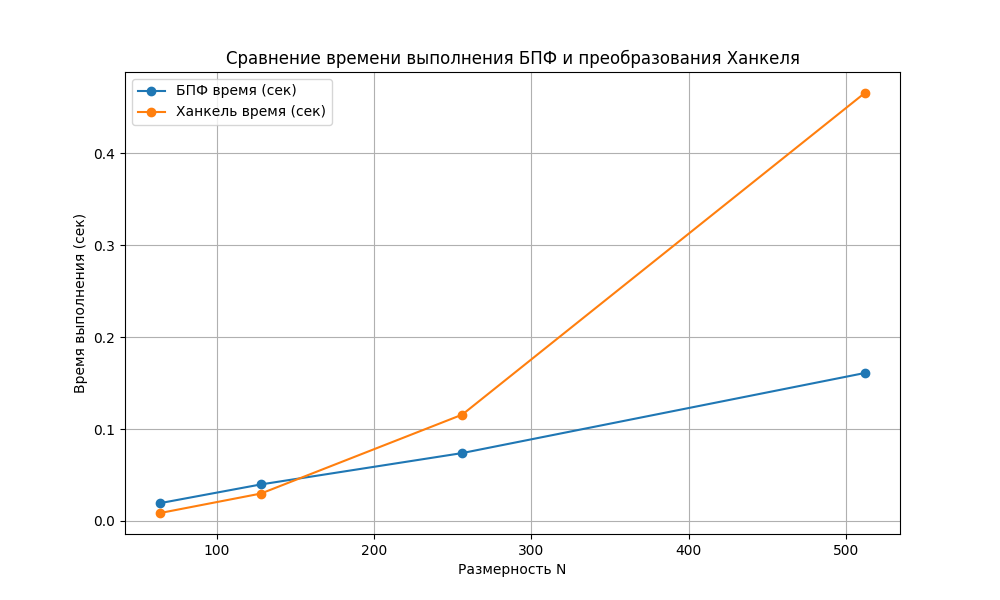 Сравнение времени выполнения БПФ и преобразования Ханкеля
БПФ время (сек)
Ханкель время (сек)
Время выполнения (сек)
0.4
0.3
0.2
0.1
0.0
100 200 300 400 500
Размерность N